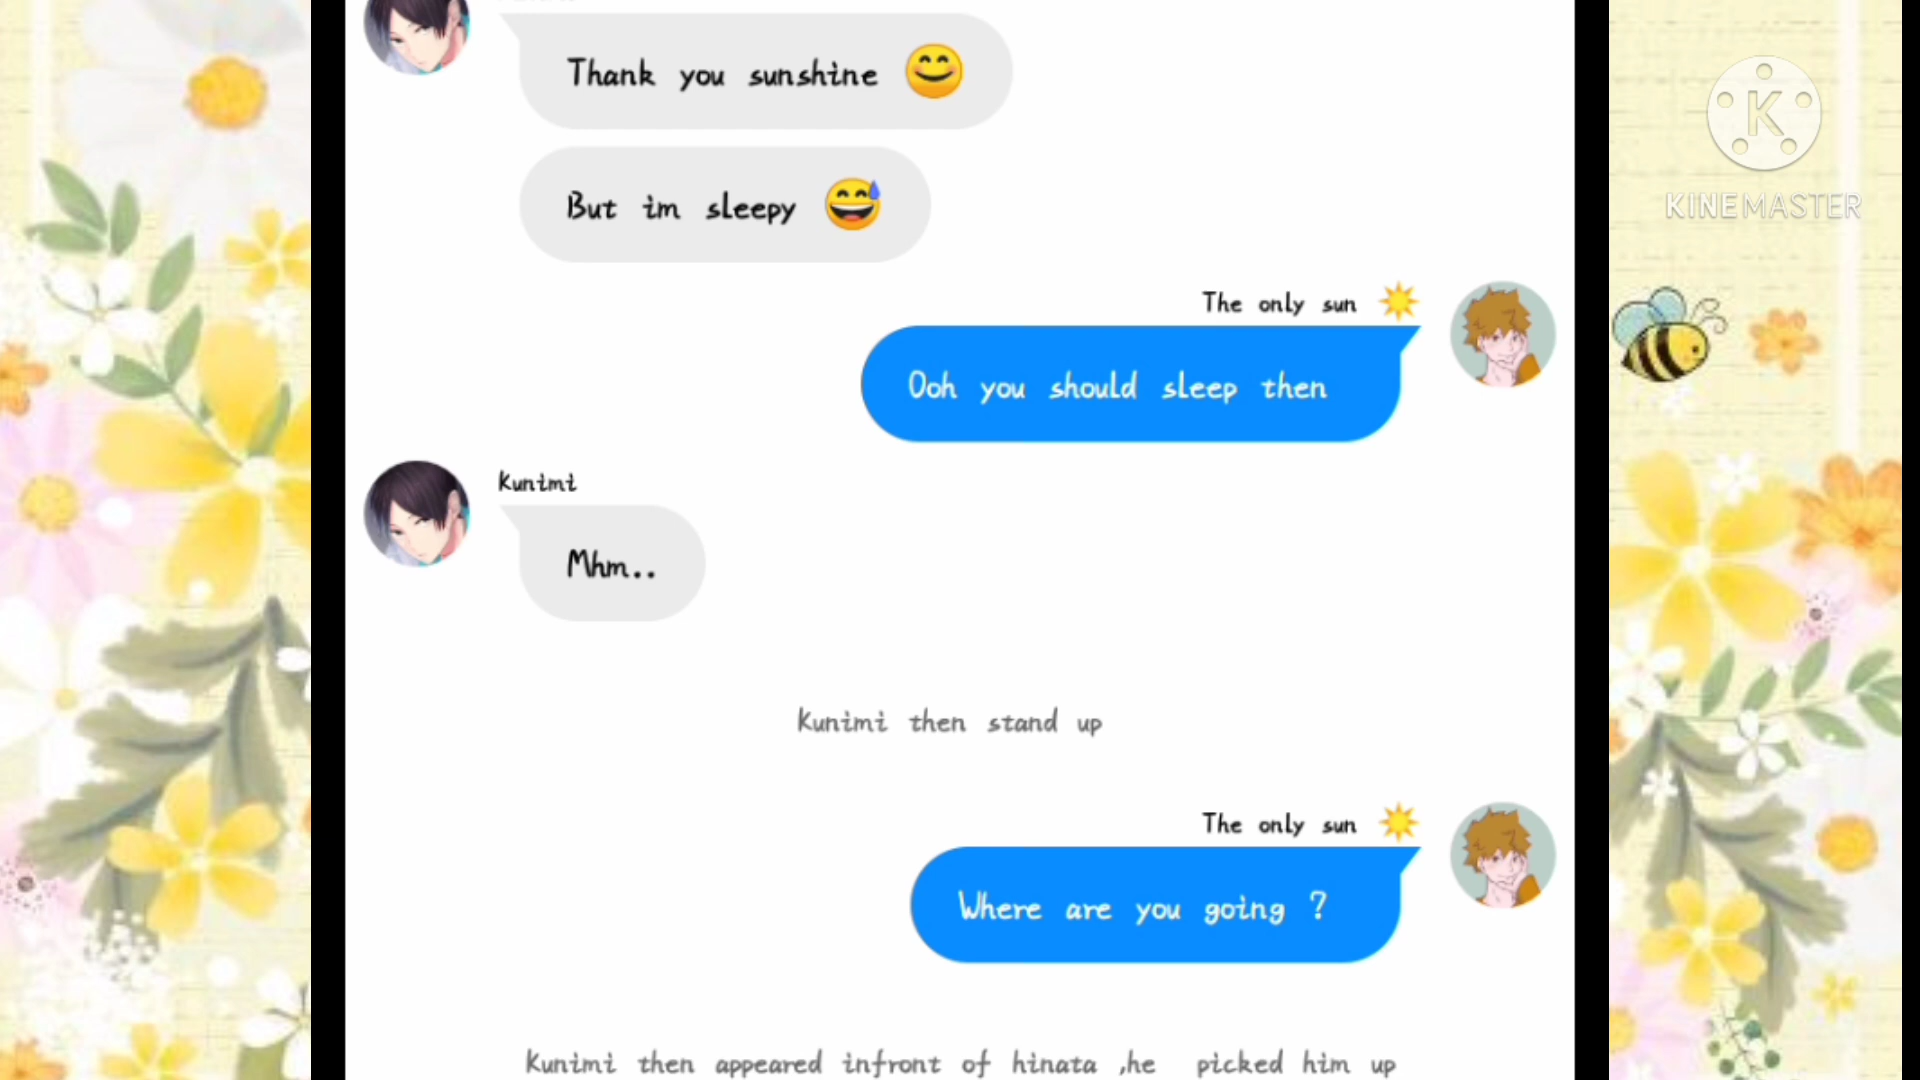 Thank you sunshine 😊
But im sleepy 😅
The only sun ☀️
Ooh you should sleep then
Kunimi
Mhm..
Kunimi then stand up
The only sun ☀️
Where are you going ?
Kunimi then appeared infront of hinata ,he picked him up
KINEMASTER